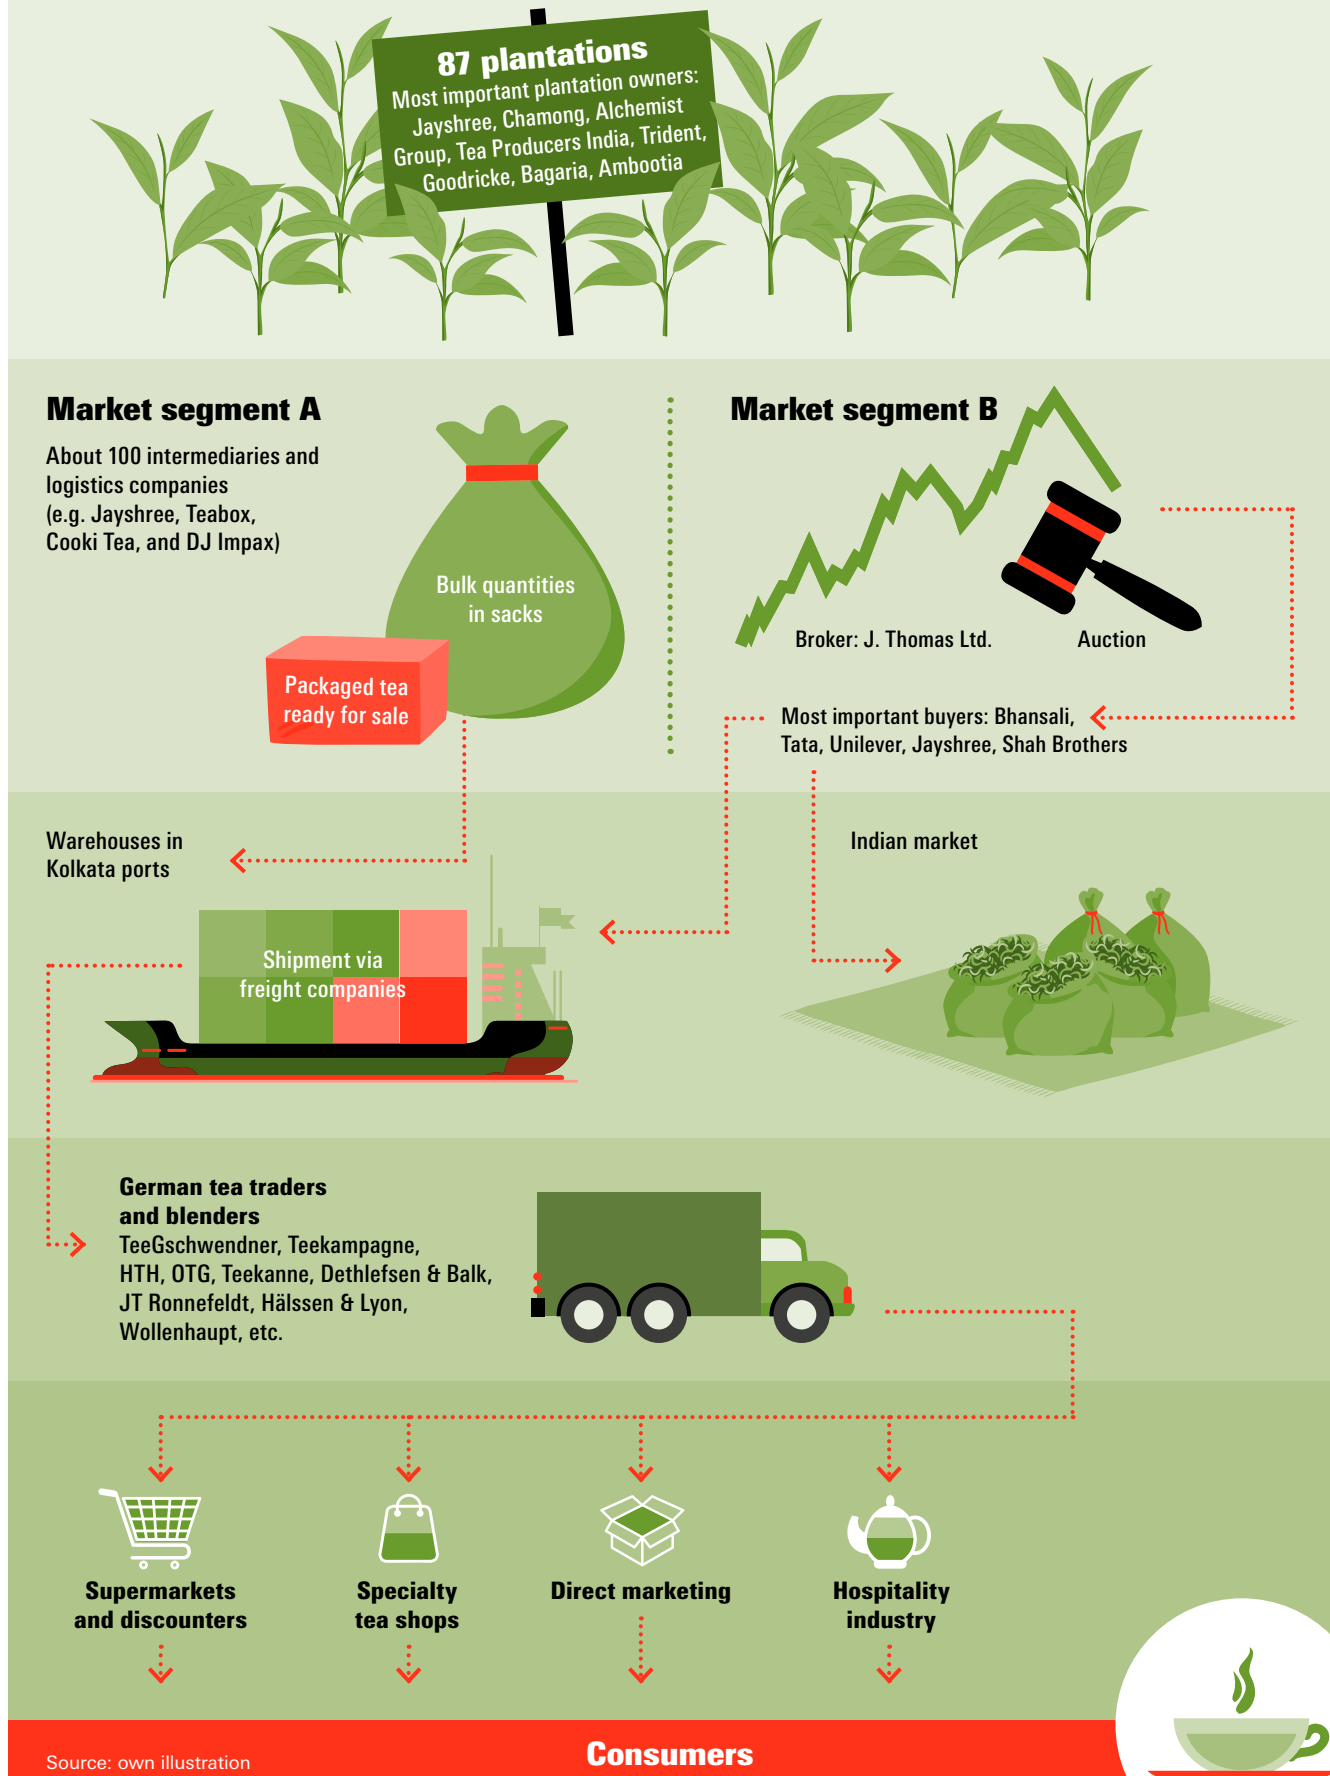 87 plantations
Most important plantation owners:
Jayshree, Chamong, Alchemist
Group, Tea Producers India, Trident,
Goodricke, Bagaria, Ambootia
Market segment A
About 100 intermediaries and
logistics companies
(e.g. Jayshree, Teabox,
Cooki Tea, and DJ Impax)
Bulk quantities
in sacks
Packaged tea
ready for sale
Market segment B
Broker: J. Thomas Ltd.
Auction
Most important buyers: Bhansali,
Tata, Unilever, Jayshree, Shah Brothers
Warehouses in
Kolkata ports
Shipment via
freight companies
Indian market
German tea traders
and blenders
TeeGschwendner, Teekampagne,
HTH, OTG, Teekanne, Dethlefsen & Balk,
JT Ronnefeldt, Hälssen & Lyon,
Wollenhaupt, etc.
Supermarkets
and discounters
Specialty
tea shops
Direct marketing
Hospitality
industry
Source: own illustration
Consumers